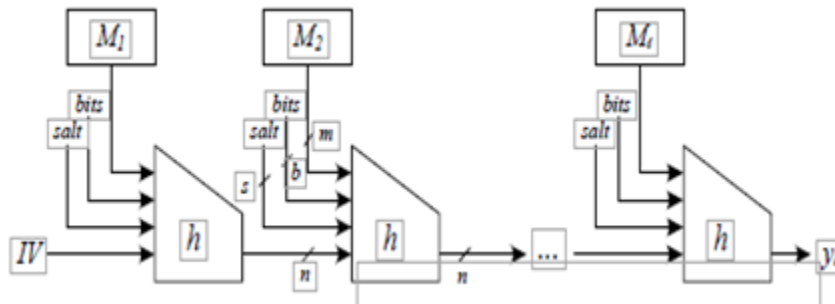 M₁ M₂ Mₜ
bits bits bits
salt salt m salt
s b
h h h
IV ...
n n